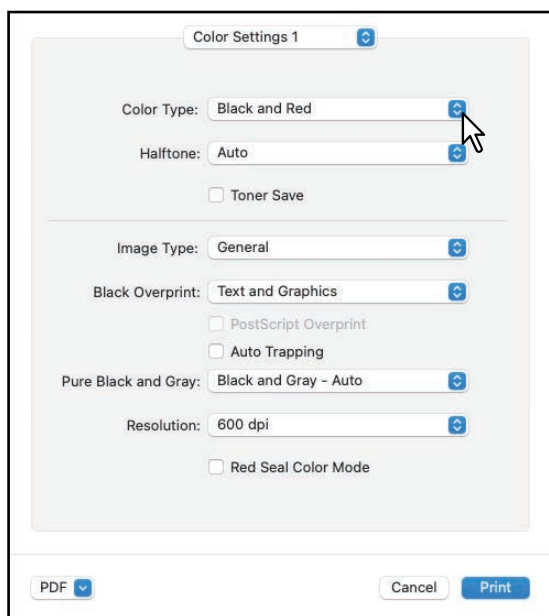 Color Settings 1
Color Type: Black and Red
Halftone: Auto
Toner Save
Image Type: General
Black Overprint: Text and Graphics
PostScript Overprint
Auto Trapping
Pure Black and Gray: Black and Gray - Auto
Resolution: 600 dpi
Red Seal Color Mode
PDF Cancel Print